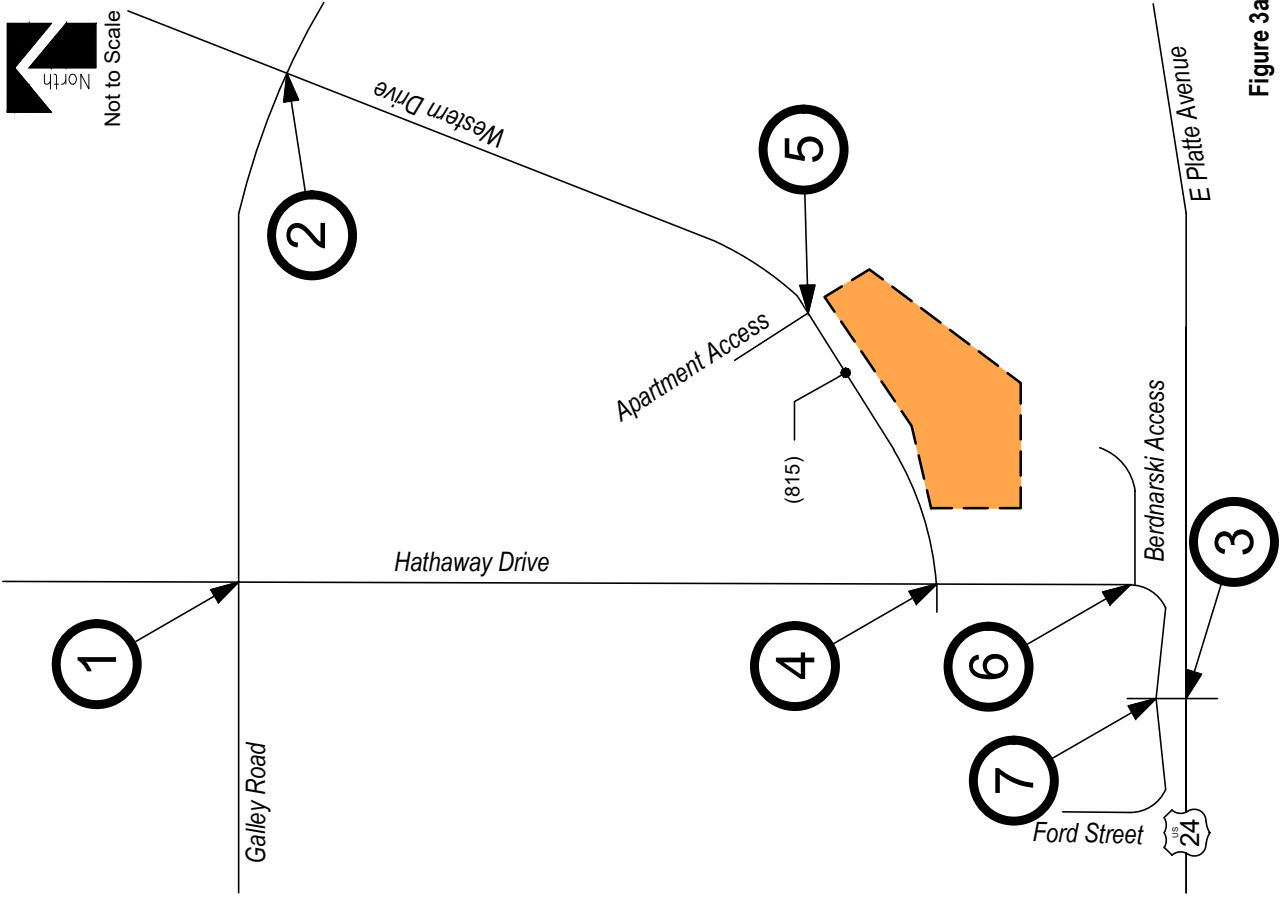 North
Not to Scale
2
Western Drive
5
1
Apartment Access
(815)
Hathaway Drive
4
6
7
3
Galley Road
Ford Street
US
24
Berdnarski Access
E Platte Avenue
Figure 3a